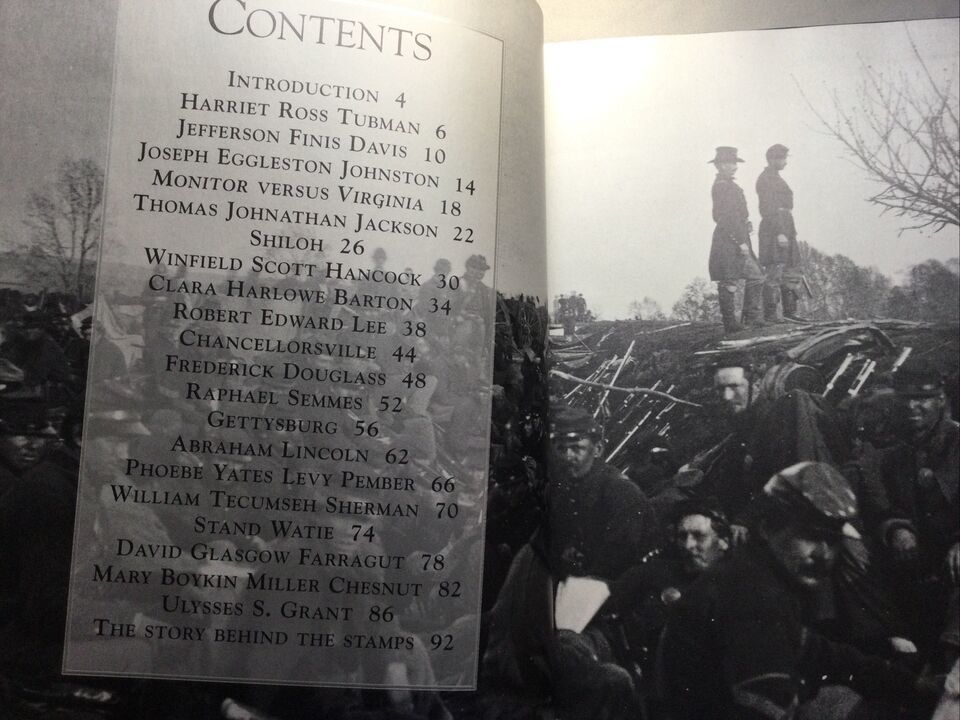 CONTENTS
INTRODUCTION 4
HARRIET ROSS TUBMAN 6
JEFFERSON FINIS DAVIS 10
JOSEPH EGGLESTON JOHNSTON 14
MONITOR VERSUS VIRGINIA 18
THOMAS JOHNATHAN JACKSON 22
SHILOH 26
WINFIELD SCOTT HANCOCK 30
CLARA HARLOWE BARTON 34
ROBERT EDWARD LEE 38
CHANCELLORSVILLE 44
FREDERICK DOUGLASS 48
RAPHAEL SEMMES 52
GETTYSBURG 56
ABRAHAM LINCOLN 62
PHOEBE YATES LEVY PEMBER 66
WILLIAM TECUMSEH SHERMAN 70
STAND WATIE 74
DAVID GLASGOW FARRAGUT 78
MARY BOYKIN MILLER CHESNUT 82
ULYSSES S. GRANT 86
THE STORY BEHIND THE STAMPS 92